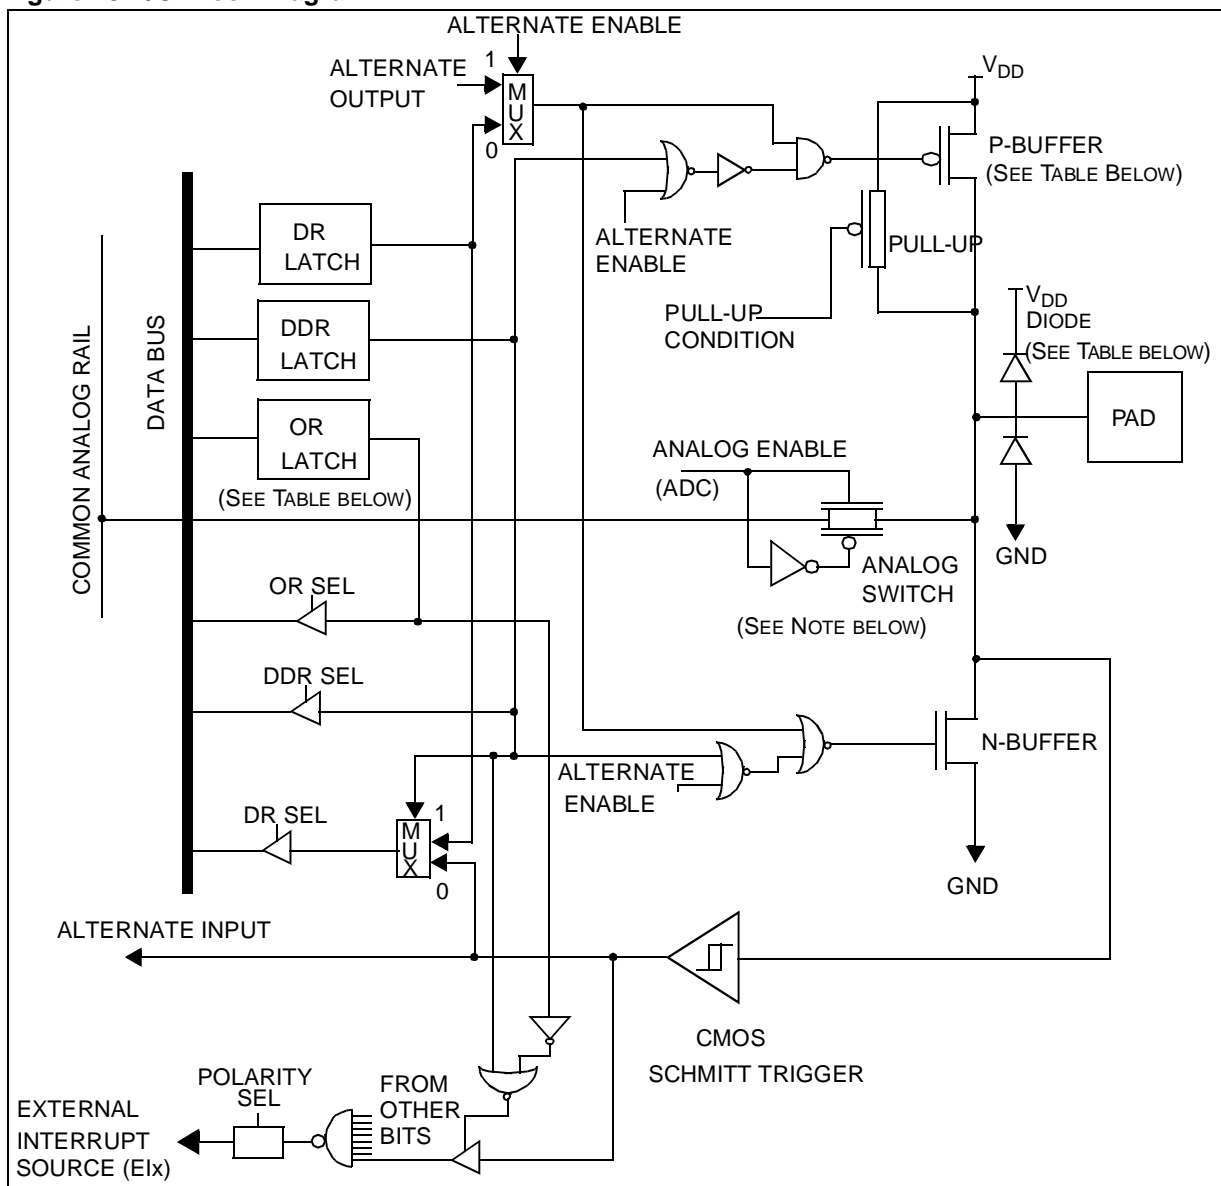 ALTERNATE ENABLE
1
ALTERNATE
OUTPUT
M
U
X
0
VDD
P-BUFFER
(SEE TABLE BELOW)
DR
LATCH
ALTERNATE
ENABLE
PULL-UP
DDR
LATCH
PULL-UP
CONDITION
VDD
DIODE
(SEE TABLE BELOW)
PAD
COMMON ANALOG RAIL
DATA BUS
OR
LATCH
(SEE TABLE BELOW)
ANALOG ENABLE
(ADC)
GND
ANALOG
SWITCH
(SEE NOTE BELOW)
OR SEL
DDR SEL
N-BUFFER
ALTERNATE
ENABLE
DR SEL
1
M
U
X
0
GND
ALTERNATE INPUT
CMOS
SCHMITT TRIGGER
POLARITY
SEL
FROM
OTHER
BITS
EXTERNAL
INTERRUPT
SOURCE (EIx)